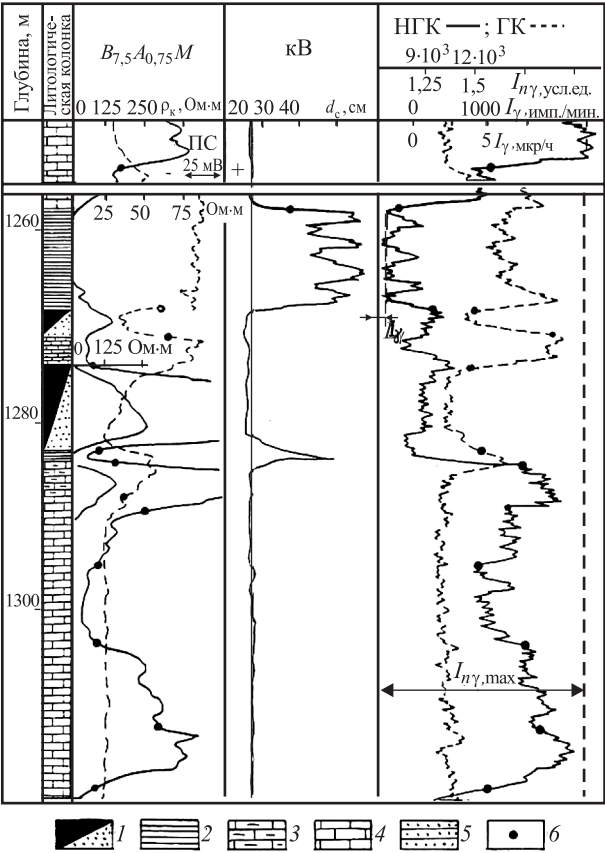 Глубина, м
Литологиче-
ская колонка
B7,5A0,75M
0 125 250 ρк, Ом·м
ПС
- 25 мВ +
25 50 75 Ом·м
0 125 Ом·м
кВ
20 30 40 dс, см
НГК ; ГК
9·10³ 12·10³
1,25 1,5 Inγ, усл.ед.
0 1000 Iγ, имп./мин.
0 5 Iγ, мкр/ч
1260
1280
1300
Inγ,max
1 2 3 4 5 6